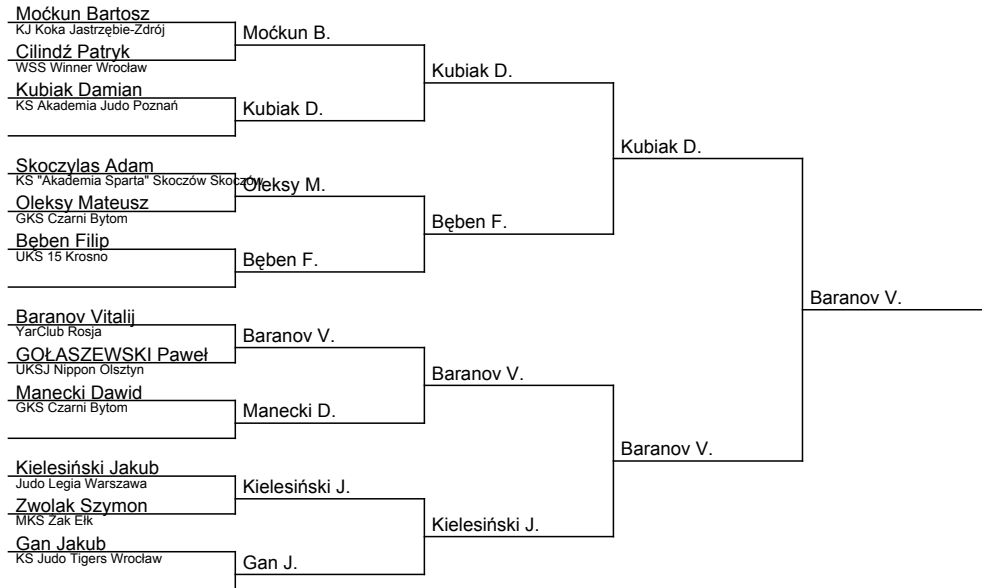 Moćkun Bartosz
KJ Koka Jastrzębie-Zdrój
Moćkun B.
Cilindź Patryk
WSS Winner Wrocław
Kubiak D.
Kubiak Damian
KS Akademia Judo Poznań
Kubiak D.
Kubiak D.
Skoczylas Adam
KS "Akademia Sparta" Skoczów Skoczów
Oleksy M.
Oleksy Mateusz
GKS Czarni Bytom
Bęben F.
Bęben Filip
UKS 15 Krosno
Bęben F.
Baranov V.
Baranov Vitalij
YarClub Rosja
Baranov V.
GOŁASZEWSKI Paweł
UKSJ Nippon Olsztyn
Baranov V.
Manecki Dawid
GKS Czarni Bytom
Manecki D.
Baranov V.
Kielesiński Jakub
Judo Legia Warszawa
Kielesiński J.
Zwolak Szymon
MKS Żak Ełk
Kielesiński J.
Gan Jakub
KS Judo Tigers Wrocław
Gan J.